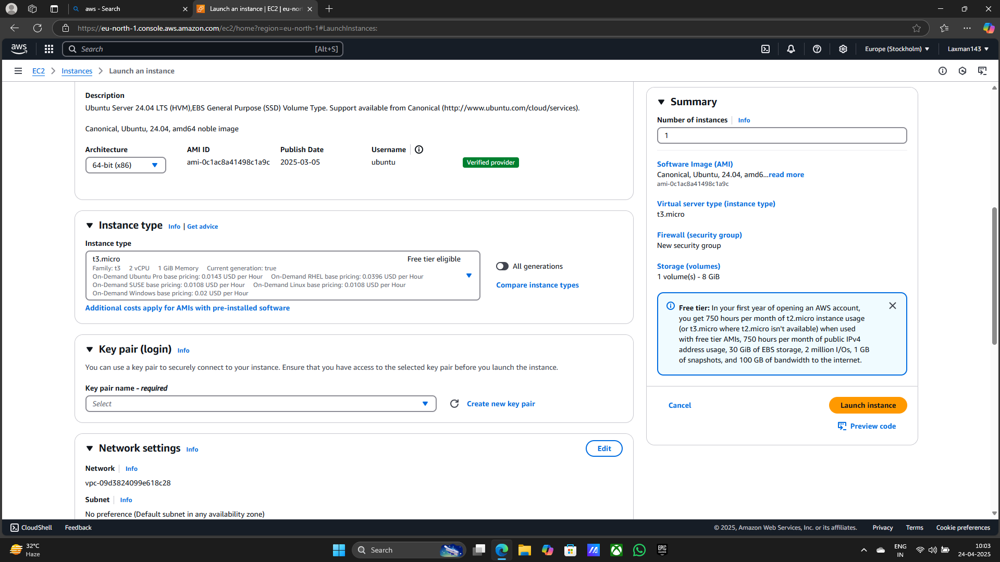 aws - Search
Launch an instance | EC2 | eu-nor
https://eu-north-1.console.aws.amazon.com/ec2/home?region=eu-north-1#LaunchInstances:
aws
Search [Alt+S]
Europe (Stockholm)
Laxman143
EC2 > Instances > Launch an instance
Description
Ubuntu Server 24.04 LTS (HVM),EBS General Purpose (SSD) Volume Type. Support available from Canonical (http://www.ubuntu.com/cloud/services).
Canonical, Ubuntu, 24.04, amd64 noble image
Architecture AMI ID Publish Date Username
64-bit (x86) ami-0c1ac8a41498c1a9c 2025-03-05 ubuntu Verified provider
Instance type Info | Get advice
Instance type
t3.micro Free tier eligible
Family: t3 2 vCPU 1 GiB Memory Current generation: true
On-Demand Ubuntu Pro base pricing: 0.0143 USD per Hour On-Demand RHEL base pricing: 0.0396 USD per Hour
On-Demand SUSE base pricing: 0.0108 USD per Hour On-Demand Linux base pricing: 0.0108 USD per Hour
On-Demand Windows base pricing: 0.02 USD per Hour
All generations
Compare instance types
Additional costs apply for AMIs with pre-installed software
Key pair (login) Info
You can use a key pair to securely connect to your instance. Ensure that you have access to the selected key pair before you launch the instance.
Key pair name - required
Select
Create new key pair
Network settings Info
Edit
Network Info
vpc-09d3824099e618c28
Subnet Info
No preference (Default subnet in any availability zone)
Summary
Number of instances Info
1
Software Image (AMI)
Canonical, Ubuntu, 24.04, amd6...read more
ami-0c1ac8a41498c1a9c
Virtual server type (instance type)
t3.micro
Firewall (security group)
New security group
Storage (volumes)
1 volume(s) - 8 GiB
Free tier: In your first year of opening an AWS account,
you get 750 hours per month of t2.micro instance usage
(or t3.micro where t2.micro isn't available) when used
with free tier AMIs, 750 hours per month of public IPv4
address usage, 30 GiB of EBS storage, 2 million I/Os, 1 GB
of snapshots, and 100 GB of bandwidth to the internet.
Cancel
Launch instance
Preview code
CloudShell Feedback
© 2025, Amazon Web Services, Inc. or its affiliates. Privacy Terms Cookie preferences
32°C
Haze
Search
EPIC
GAMES
ENG
IN
10:03
24-04-2025